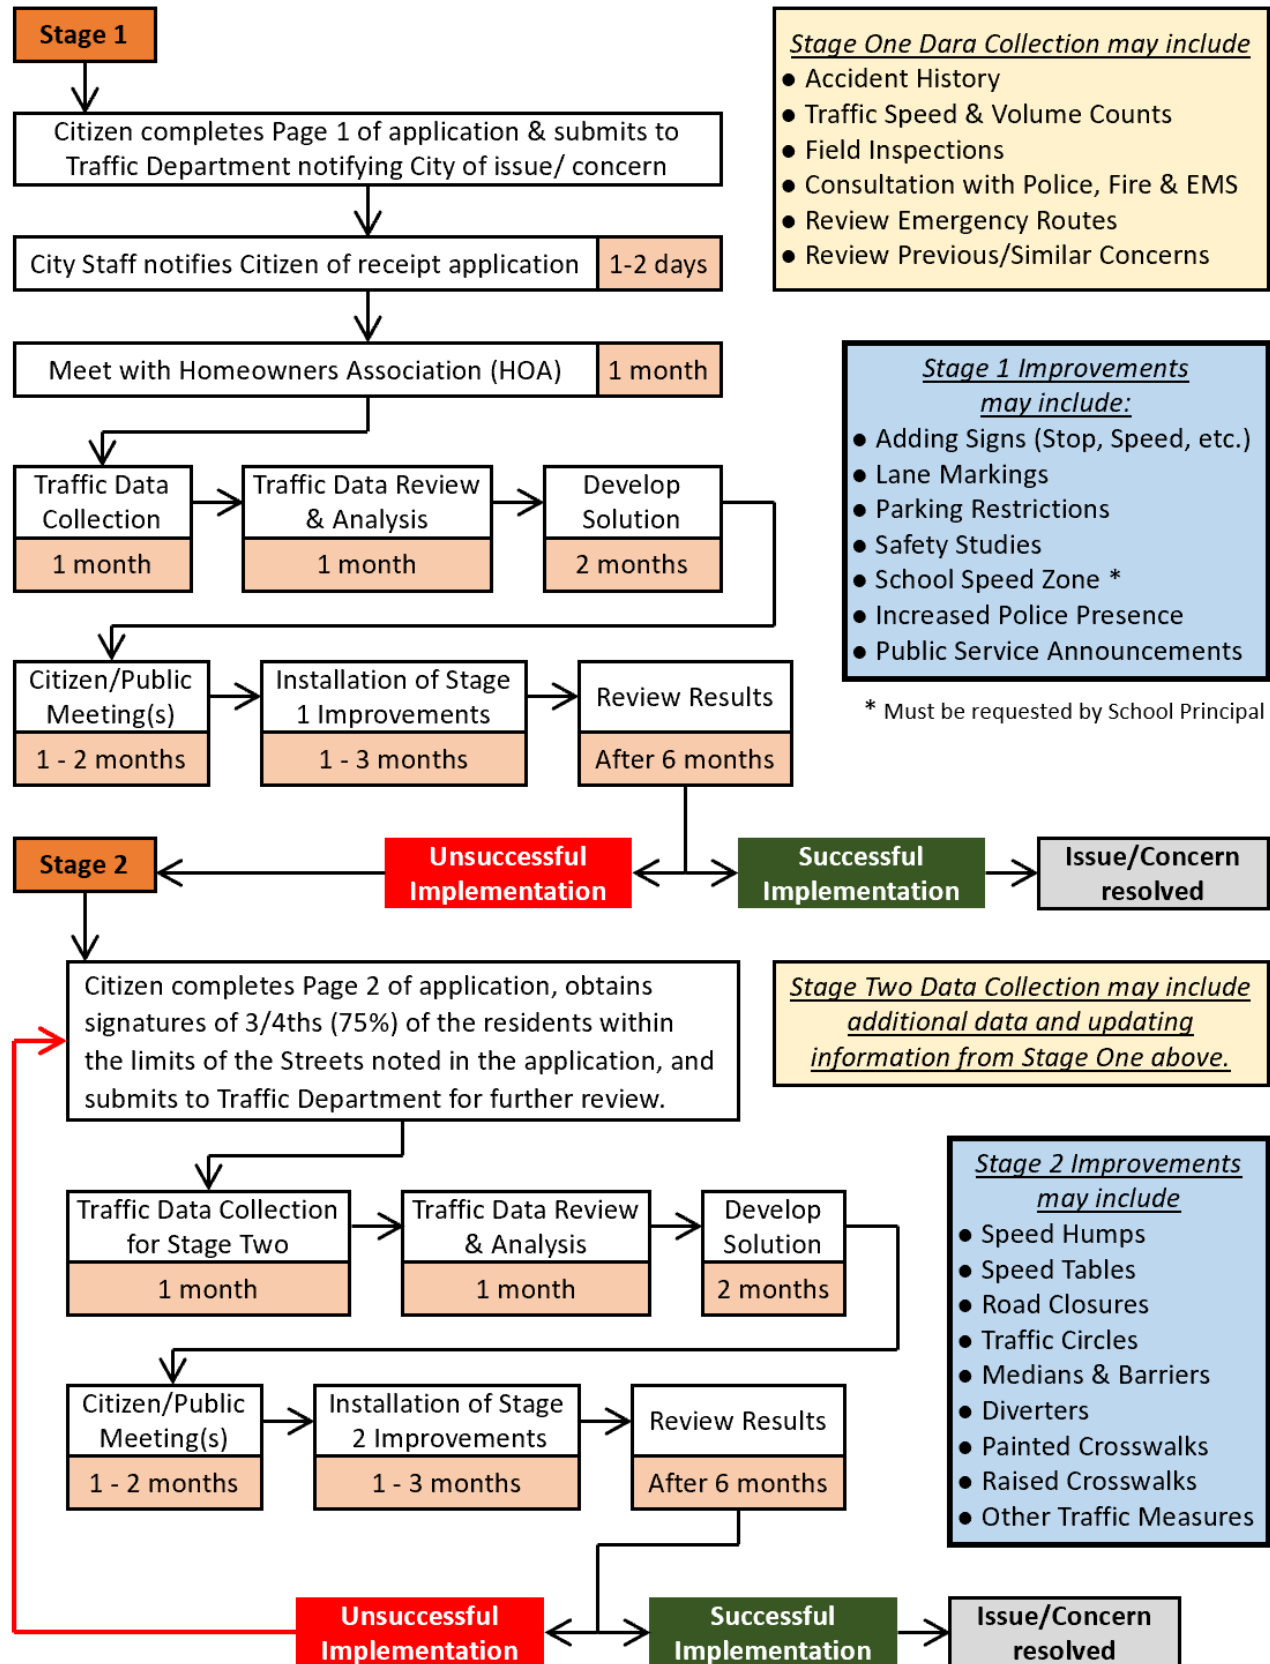 Stage 1
Citizen completes Page 1 of application & submits to
Traffic Department notifying City of issue/ concern
City Staff notifies Citizen of receipt application
1-2 days
Meet with Homeowners Association (HOA)
1 month
Traffic Data
Collection
1 month
Traffic Data Review
& Analysis
1 month
Develop
Solution
2 months
Citizen/Public
Meeting(s)
1 - 2 months
Installation of Stage
1 Improvements
1 - 3 months
Review Results
After 6 months
Stage One Dara Collection may include
● Accident History
● Traffic Speed & Volume Counts
● Field Inspections
● Consultation with Police, Fire & EMS
● Review Emergency Routes
● Review Previous/Similar Concerns
Stage 1 Improvements
may include:
● Adding Signs (Stop, Speed, etc.)
● Lane Markings
● Parking Restrictions
● Safety Studies
● School Speed Zone *
● Increased Police Presence
● Public Service Announcements
* Must be requested by School Principal
Unsuccessful
Implementation
Successful
Implementation
Issue/Concern
resolved
Stage 2
Citizen completes Page 2 of application, obtains
signatures of 3/4ths (75%) of the residents within
the limits of the Streets noted in the application, and
submits to Traffic Department for further review.
Stage Two Data Collection may include
additional data and updating
information from Stage One above.
Traffic Data Collection
for Stage Two
1 month
Traffic Data Review
& Analysis
1 month
Develop
Solution
2 months
Citizen/Public
Meeting(s)
1 - 2 months
Installation of Stage
2 Improvements
1 - 3 months
Review Results
After 6 months
Stage 2 Improvements
may include
● Speed Humps
● Speed Tables
● Road Closures
● Traffic Circles
● Medians & Barriers
● Diverters
● Painted Crosswalks
● Raised Crosswalks
● Other Traffic Measures
Unsuccessful
Implementation
Successful
Implementation
Issue/Concern
resolved